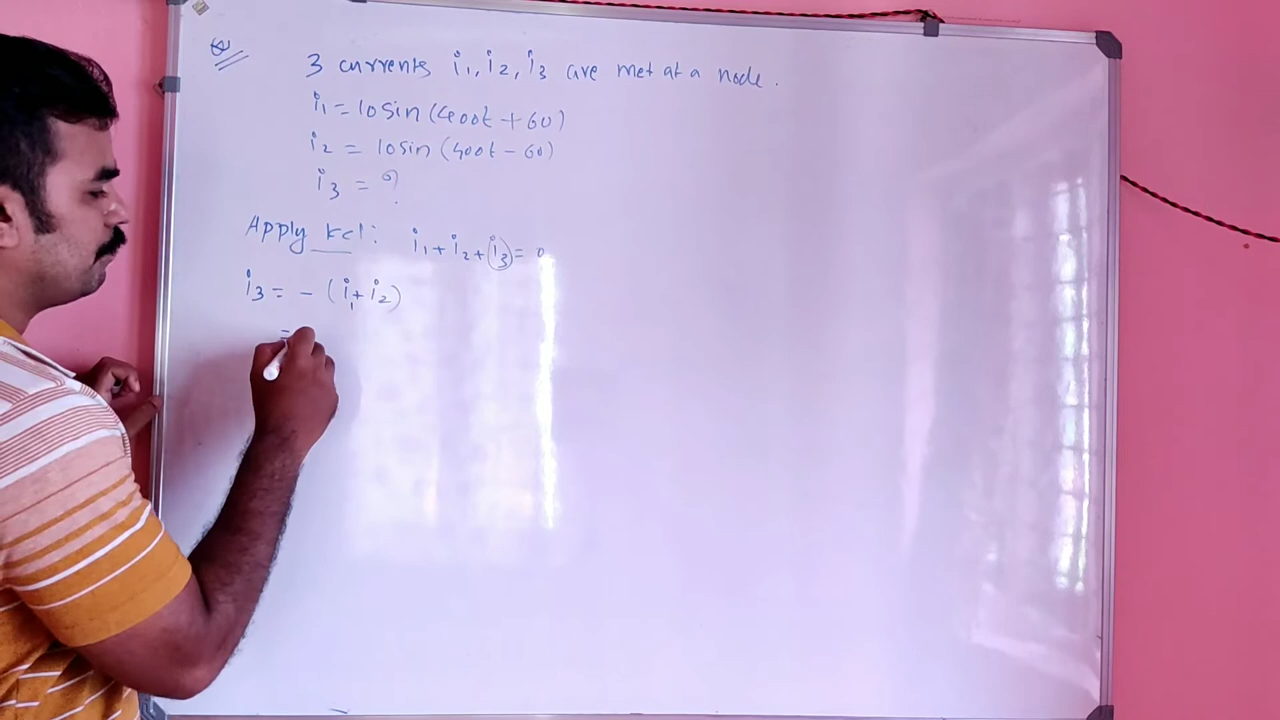 Q
3 currents i1, i2, i3 are met at a node.
i1 = 10sin(400t + 60)
i2 = 10sin(400t - 60)
i3 = ?
Apply kcl: i1 + i2 + i3 = 0
i3 = - (i1 + i2)
=